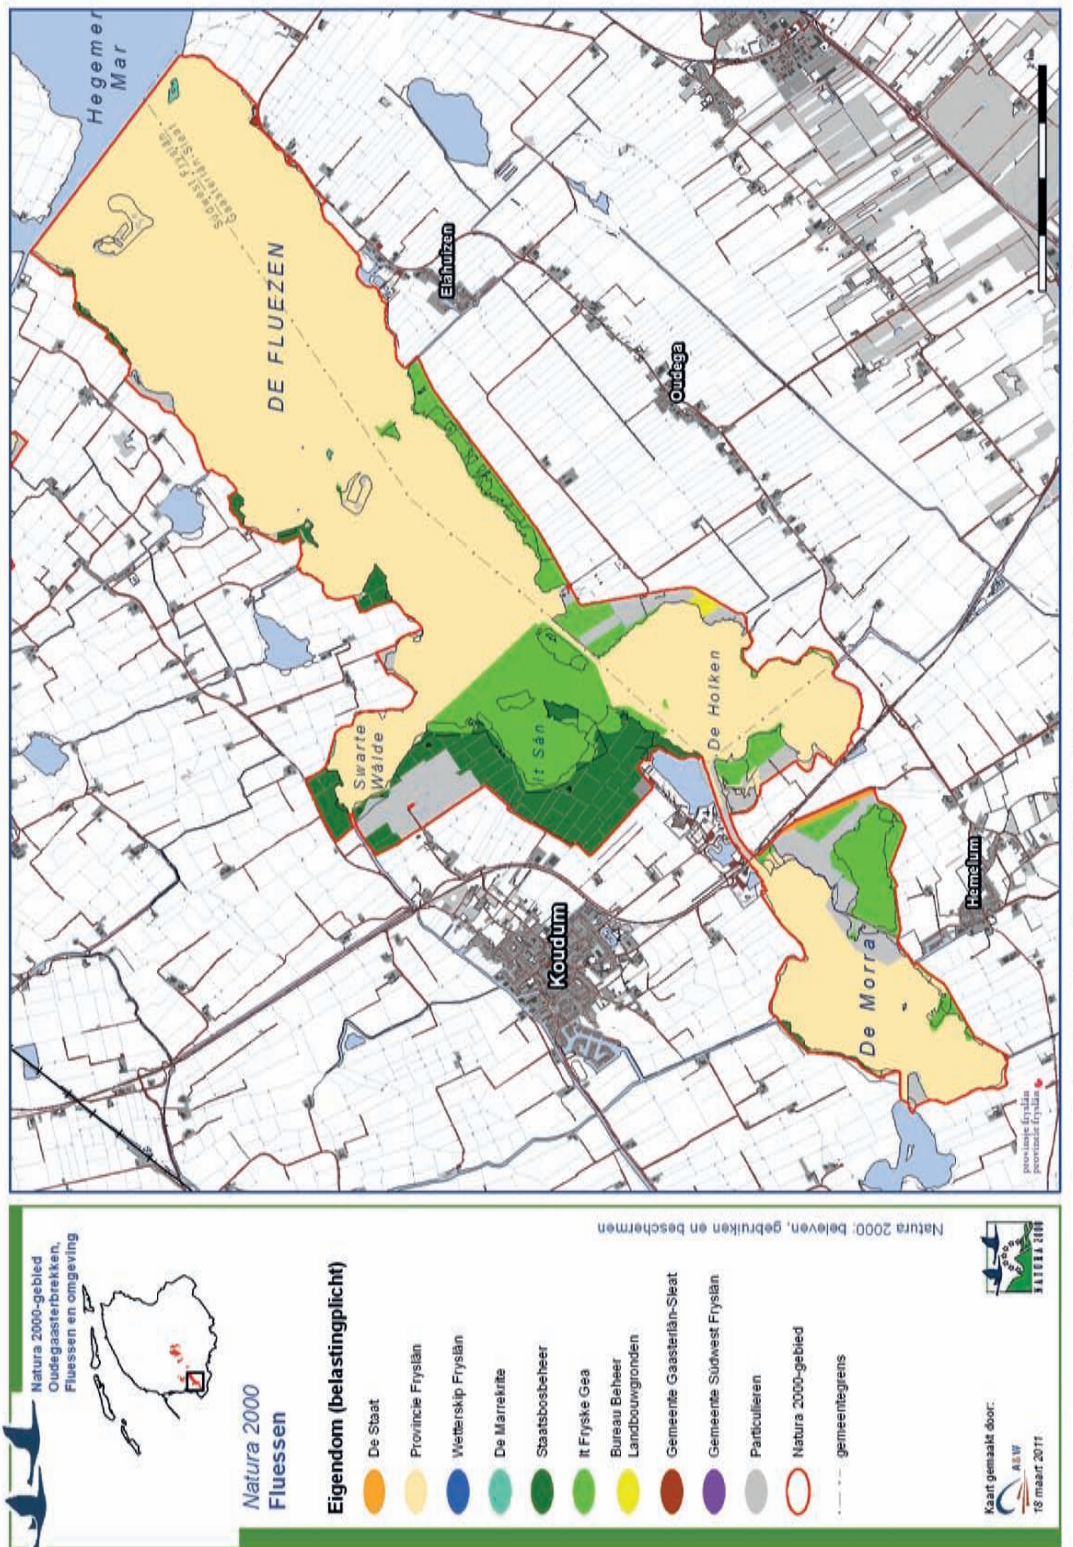 Natura 2000-gebied
Oudegaasterbrekken,
Fluessen en omgeving
Natura 2000
Fluessen
Eigendom (belastingplicht)
De Staat
Provincie Fryslân
Wetterskip Fryslân
De Marrekrite
Staatsbosbeheer
It Fryske Gea
Bureau Beheer
Landbouwgronden
Gemeente Gaasterlân-Sleat
Gemeente Súdwest Fryslân
Particulieren
Natura 2000-gebied
gemeentegrens
Natura 2000: beleven, gebruiken en beschermen
Kaart gemaakt door:
A&W
18 maart 2011
NATURA 2000
Hegemer
Mar
Súdwest Fryslân
Gaasterlân-Sleat
DE FLUEZEN
Elahuizen
Oudega
Swarte
Wâlde
It Sân
De Holken
Koudum
De Morra
Hemelum
provinsje fryslân
provincie fryslân